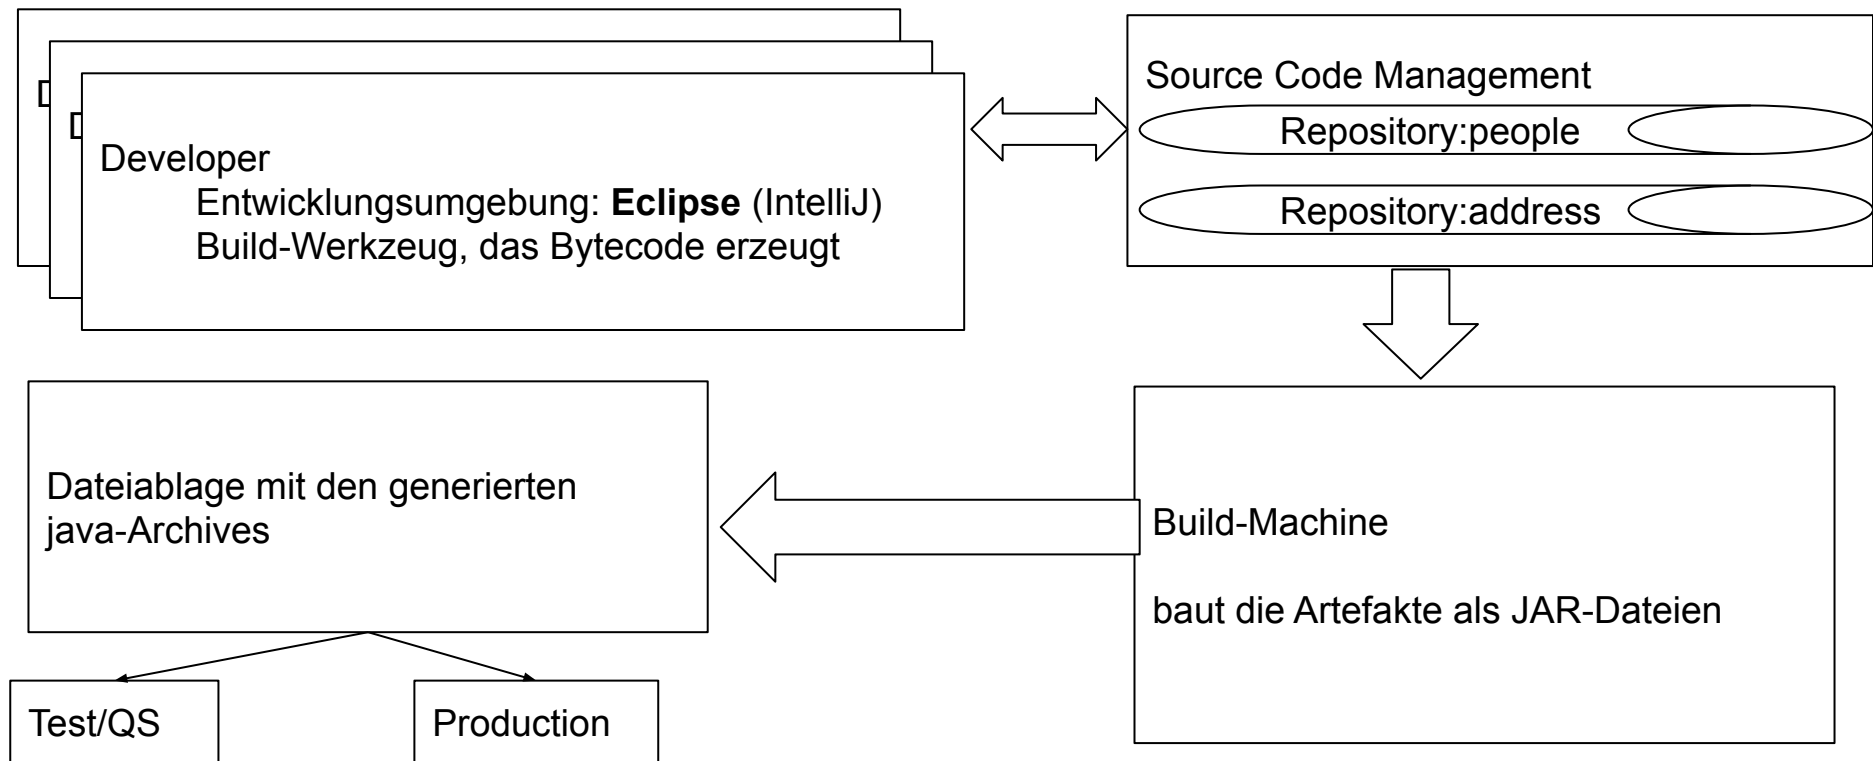 Developer
Entwicklungsumgebung: Eclipse (IntelliJ)
Build-Werkzeug, das Bytecode erzeugt
Source Code Management
Repository:people
Repository:address
Dateiablage mit den generierten
java-Archives
Build-Machine
baut die Artefakte als JAR-Dateien
Test/QS
Production